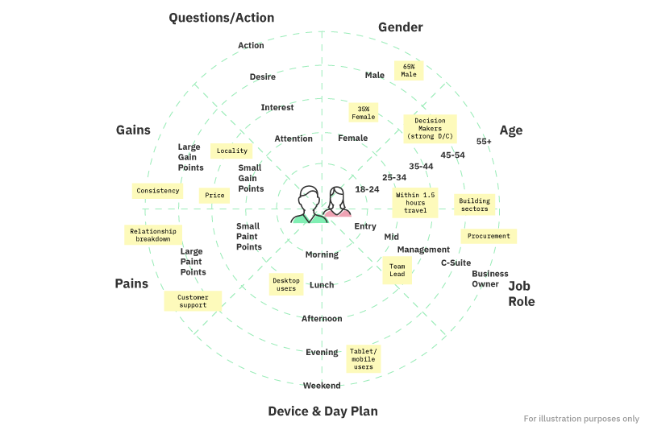 Questions/Action
Gender
Action
Desire
Male
65%
Male
Interest
35%
Female
Attention
Female
Decision
Makers
(strong D/C)
Gains
Age
55+
45-54
35-44
25-34
18-24
Large
Gain
Points
Locality
Small
Gain
Points
Consistency
Price
Within 1.5
hours
travel
Building
sectors
Relationship
breakdown
Small
Paint
Points
Large
Paint
Points
Entry
Mid
Management
C-Suite
Business
Owner
Procurement
Team
Lead
Pains
Job
Role
Customer
support
Morning
Desktop
users
Lunch
Afternoon
Evening
Tablet/
mobile
users
Weekend
Device & Day Plan
For illustration purposes only